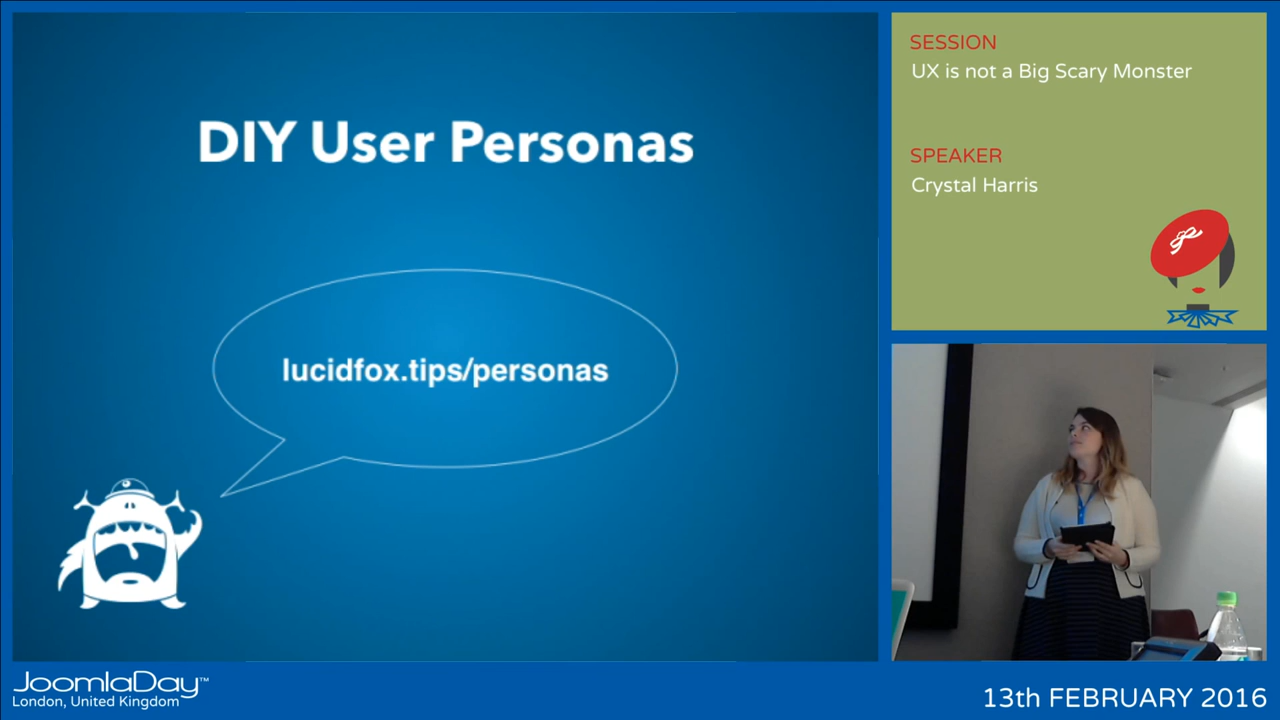 DIY User Personas
lucidfox.tips/personas
SESSION
UX is not a Big Scary Monster
SPEAKER
Crystal Harris
JoomlaDay™
London, United Kingdom
13th FEBRUARY 2016